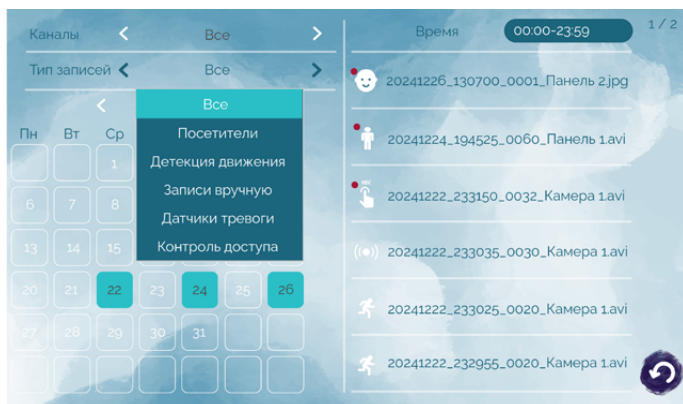 Каналы
Все
Тип записей
Все
Все
Посетители
Детекция движения
Записи вручную
Датчики тревоги
Контроль доступа
Пн Вт Ср
1
6 7 8
13 14 15
20 21 22 23 24 25 26
27 28 29 30 31
Время
00:00-23:59
1 / 2
20241226_130700_0001_Панель 2.jpg
20241224_194525_0060_Панель 1.avi
20241222_233150_0032_Камера 1.avi
20241222_233035_0030_Камера 1.avi
20241222_233025_0020_Камера 1.avi
20241222_232955_0020_Камера 1.avi